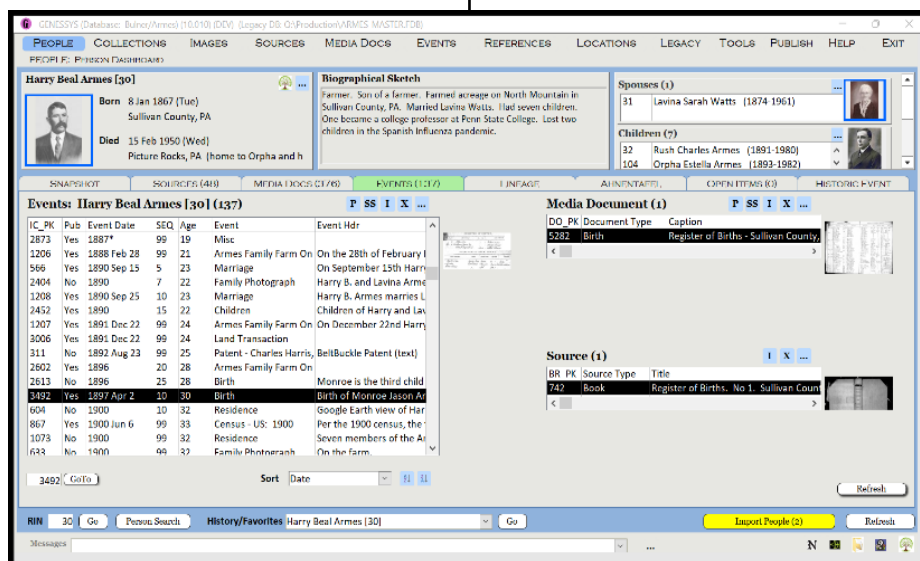 GENESSYS (Database: Buiner/Armes) (10.010) (DEV) (Legacy DB: O:\Production\ARMES_MASTER.FDB)
PEOPLE COLLECTIONS IMAGES SOURCES MEDIA DOCS EVENTS REFERENCES LOCATIONS LEGACY TOOLS PUBLISH HELP EXIT
PEOPLE: PERSON DASHBOARD
Harry Beal Armes [30] ...
Born 8 Jan 1867 (Tue)
Sullivan County, PA
Died 15 Feb 1950 (Wed)
Picture Rocks, PA (home to Orpha and h
Biographical Sketch
Farmer. Son of a farmer. Farmed acreage on North Mountain in
Sullivan County, PA. Married Lavina Watts. Had seven children.
One became a college professor at Penn State College. Lost two
children in the Spanish Influenza pandemic.
Spouses (1) ...
31 Lavina Sarah Watts (1874-1961)
Children (7) ...
32 Rush Charles Armes (1891-1980)
104 Orpha Estella Armes (1893-1982)
SNAPSHOT SOURCES (48) MEDIA DOCS (176) EVENTS (137) LINEAGE AHNENTAFEL OPEN ITEMS (0) HISTORIC EVENT
Events: Harry Beal Armes [30] (137) P SS I X ...
IC_PK Pub Event Date SEQ Age Event Event Hdr
2873 Yes 1887* 99 19 Misc
1206 Yes 1888 Feb 28 99 21 Armes Family Farm On On the 28th of February
566 Yes 1890 Sep 15 5 23 Marriage On September 15th Harr
2404 No 1890 7 22 Family Photograph Harry B. and Lavina Arme
1208 Yes 1890 Sep 25 10 23 Marriage Harry B. Armes marries L
2452 Yes 1890 15 22 Children Children of Harry and Lav
1207 Yes 1891 Dec 22 99 24 Armes Family Farm On On December 22nd Harr
3006 Yes 1891 Dec 22 99 24 Land Transaction
311 No 1892 Aug 23 99 25 Patent - Charles Harris, BeltBuckle Patent (text)
2602 Yes 1896 20 28 Armes Family Farm On
2613 No 1896 25 28 Birth Monroe is the third child
3492 Yes 1897 Apr 2 10 30 Birth Birth of Monroe Jason Ar
604 No 1900 10 32 Residence Google Earth view of Har
867 Yes 1900 Jun 6 99 33 Census - US: 1900 Per the 1900 census, the
1073 No 1900 99 32 Residence Seven members of the Ar
633 No 1900 99 32 Family Photograph On the farm.
3492 GoTo Sort Date
Media Document (1) P SS I X ...
DO_PK Document Type Caption
5282 Birth Register of Births - Sullivan County,
Source (1) I X ...
BR_PK Source Type Title
742 Book Register of Births. No 1. Sullivan Count
Refresh
RIN 30 Go Person Search History/Favorites Harry Beal Armes [30] Go Import People (2) Refresh
Messages ... N